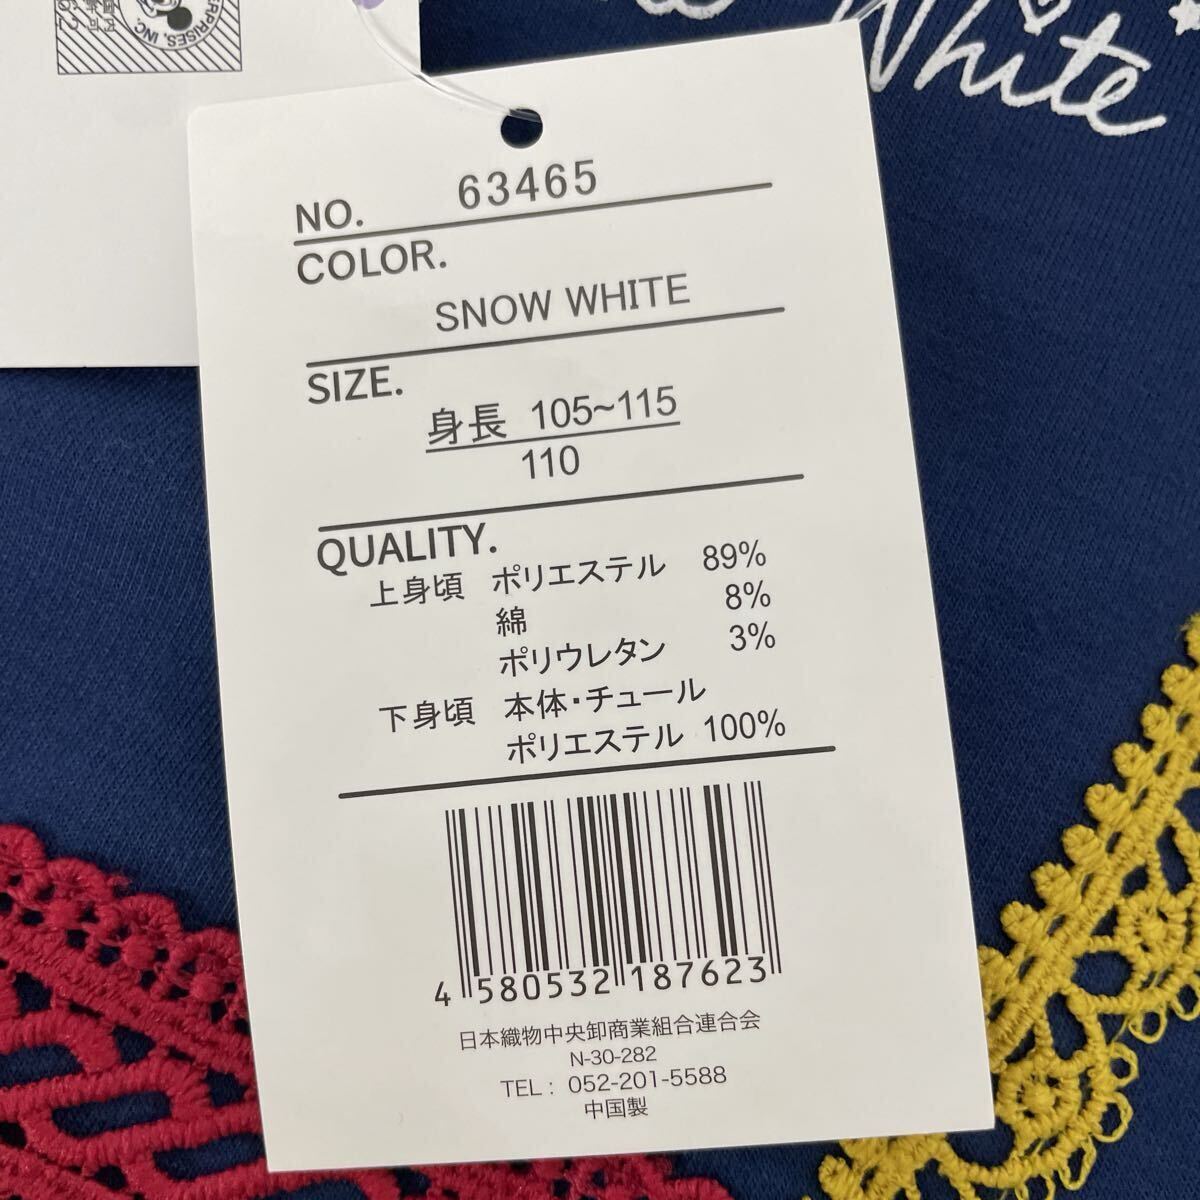 ERPRISES, INC.
White
NO. 63465
COLOR.
SNOW WHITE
SIZE.
身長 105~115
110
QUALITY.
上身頃 ポリエステル 89%
綿 8%
ポリウレタン 3%
下身頃 本体・チュール
ポリエステル 100%
4 580532 187623
日本織物中央卸商業組合連合会
N-30-282
TEL : 052-201-5588
中国製